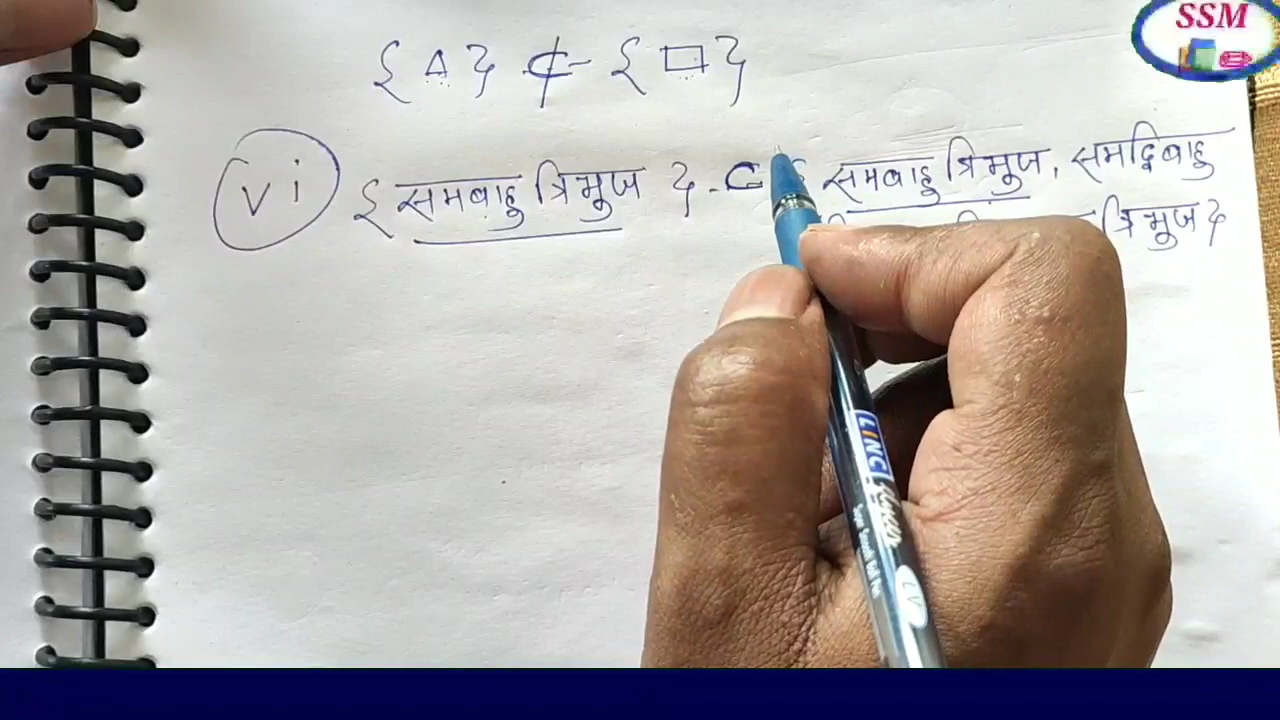 { △ } ⊄ { □ }
vi { समबाहु त्रिभुज } ⊂ { समबाहु त्रिभुज, समद्विबाहु
त्रिभुज }
SSM
LINC